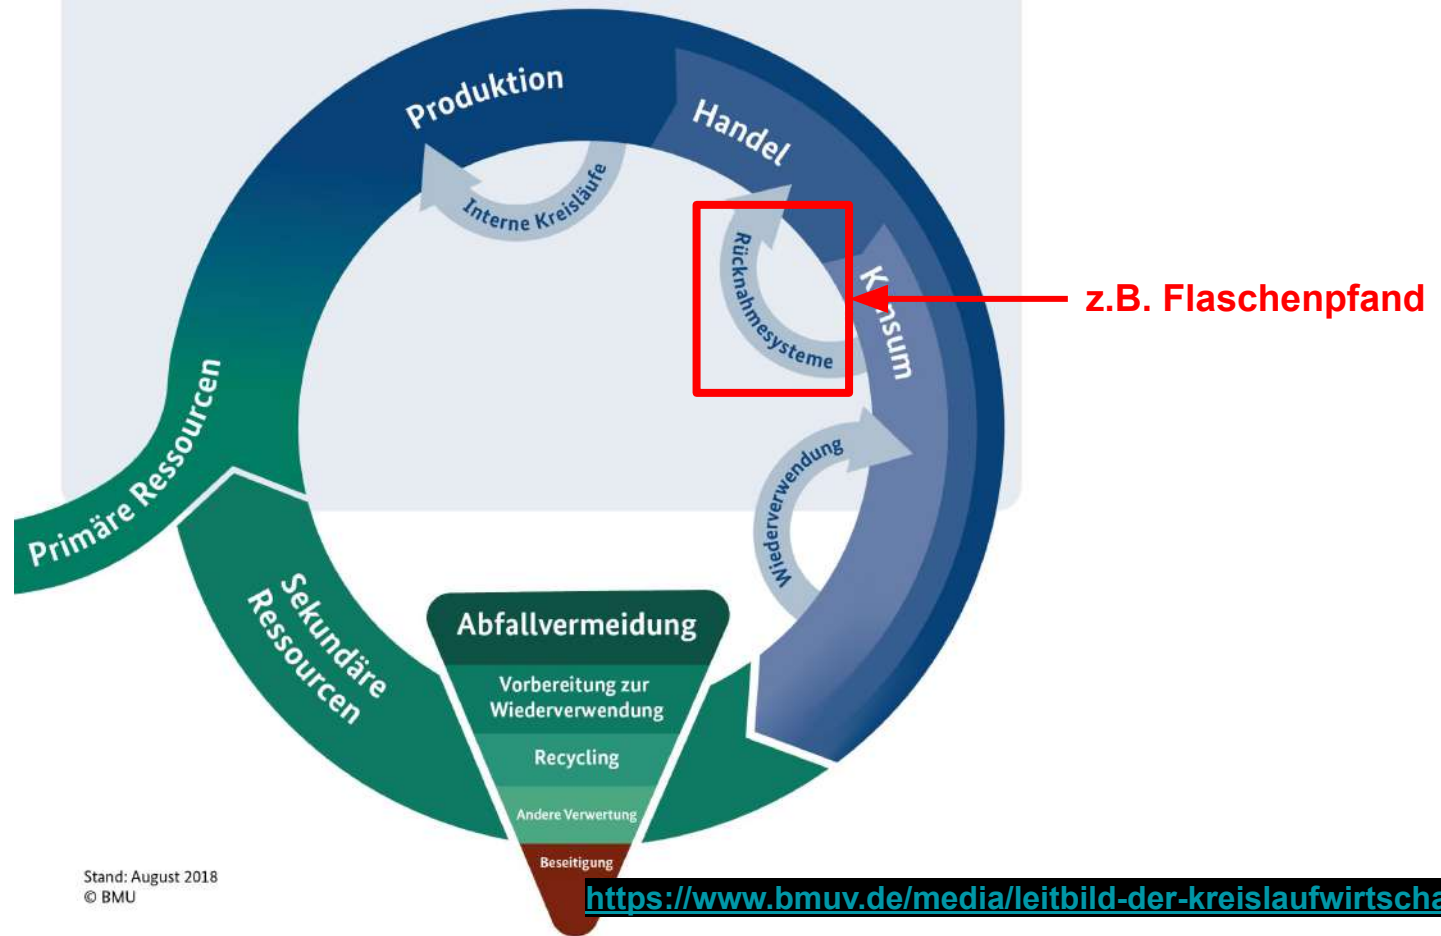 Produktion
Handel
Interne Kreisläufe
Rücknahmesysteme
Konsum
z.B. Flaschenpfand
Primäre Ressourcen
Wiederverwendung
Sekundäre
Ressourcen
Abfallvermeidung
Vorbereitung zur
Wiederverwendung
Recycling
Andere Verwertung
Beseitigung
Stand: August 2018
© BMU
https://www.bmuv.de/media/leitbild-der-kreislaufwirtscha